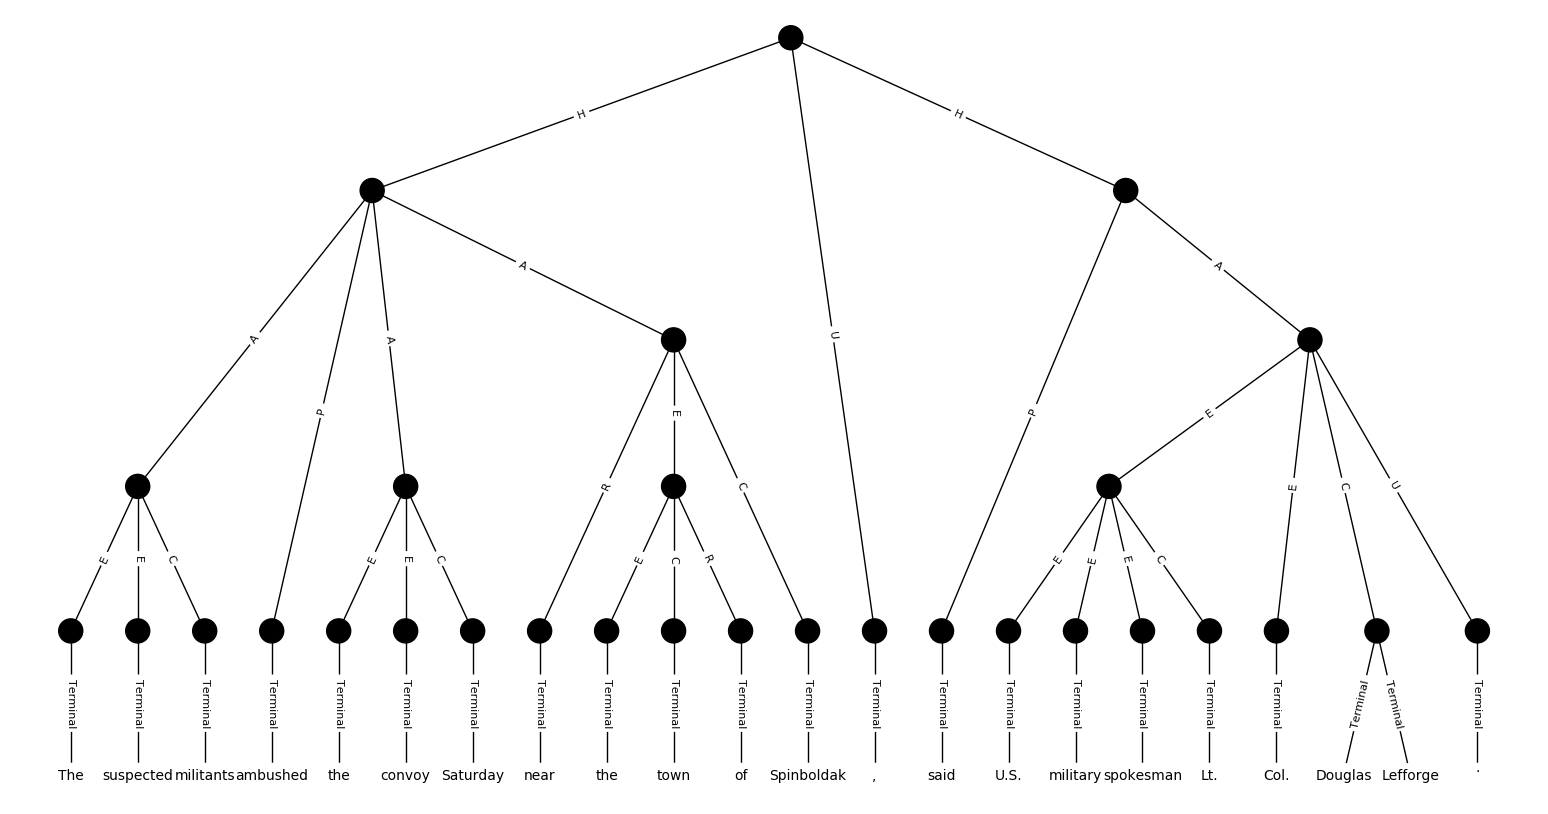 H H
A A
A A P U
P P E
E R C E C U
E E C E E C E C R E E E C
Terminal Terminal Terminal Terminal Terminal Terminal Terminal Terminal Terminal Terminal Terminal Terminal Terminal Terminal Terminal Terminal Terminal Terminal Terminal Terminal Terminal Terminal
The suspected militants ambushed the convoy Saturday near the town of Spinboldak , said U.S. military spokesman Lt. Col. Douglas Lefforge .